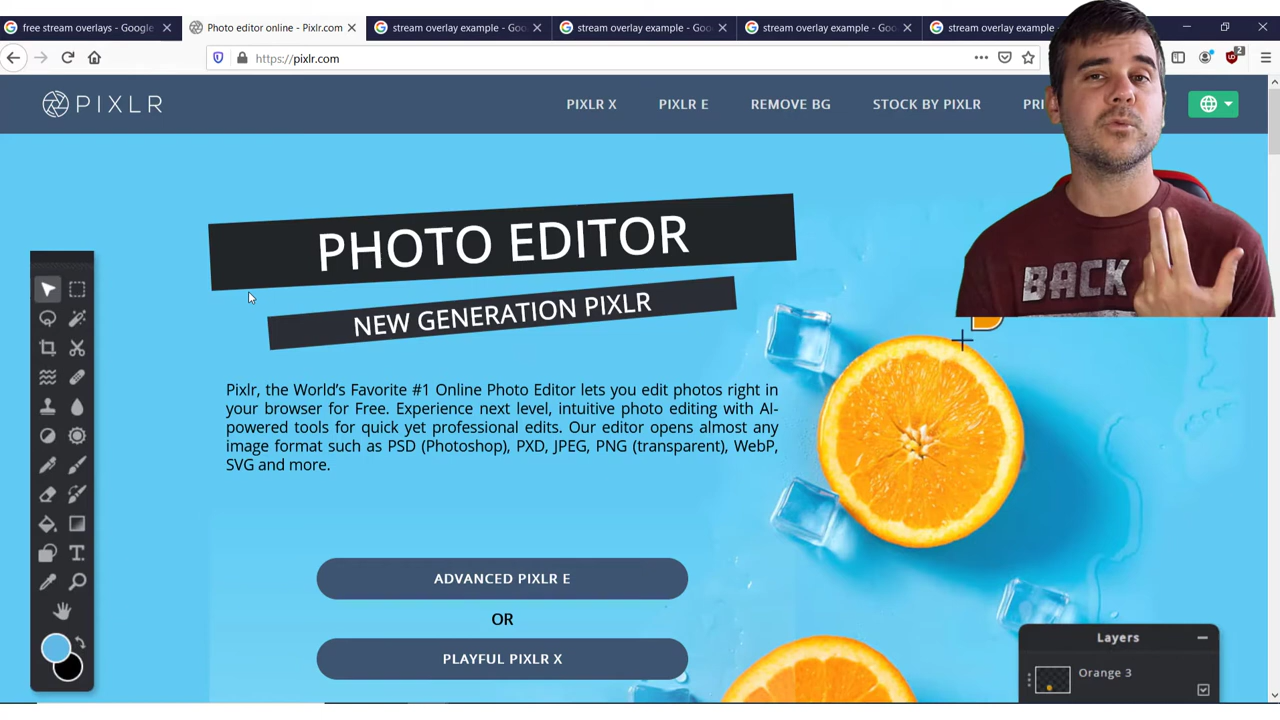 free stream overlays - Google
Photo editor online - Pixlr.com
stream overlay example - Goo
stream overlay example - Goo
stream overlay example - Goo
stream overlay example -
https://pixlr.com
2
PIXLR
PIXLR X
PIXLR E
REMOVE BG
STOCK BY PIXLR
PRI
PHOTO EDITOR
NEW GENERATION PIXLR
BACK
Pixlr, the World's Favorite #1 Online Photo Editor lets you edit photos right in
your browser for Free. Experience next level, intuitive photo editing with AI-
powered tools for quick yet professional edits. Our editor opens almost any
image format such as PSD (Photoshop), PXD, JPEG, PNG (transparent), WebP,
SVG and more.
ADVANCED PIXLR E
OR
PLAYFUL PIXLR X
Layers
Orange 3